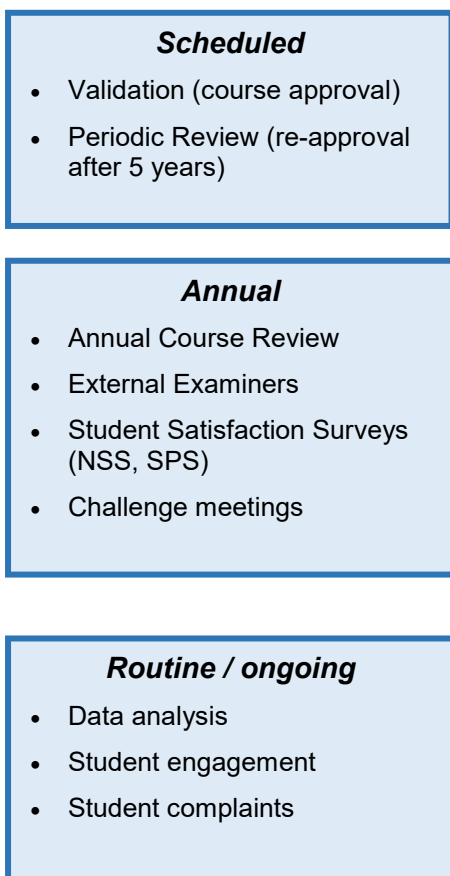 Scheduled
• Validation (course approval)
• Periodic Review (re-approval
after 5 years)
Annual
• Annual Course Review
• External Examiners
• Student Satisfaction Surveys
(NSS, SPS)
• Challenge meetings
Routine / ongoing
• Data analysis
• Student engagement
• Student complaints